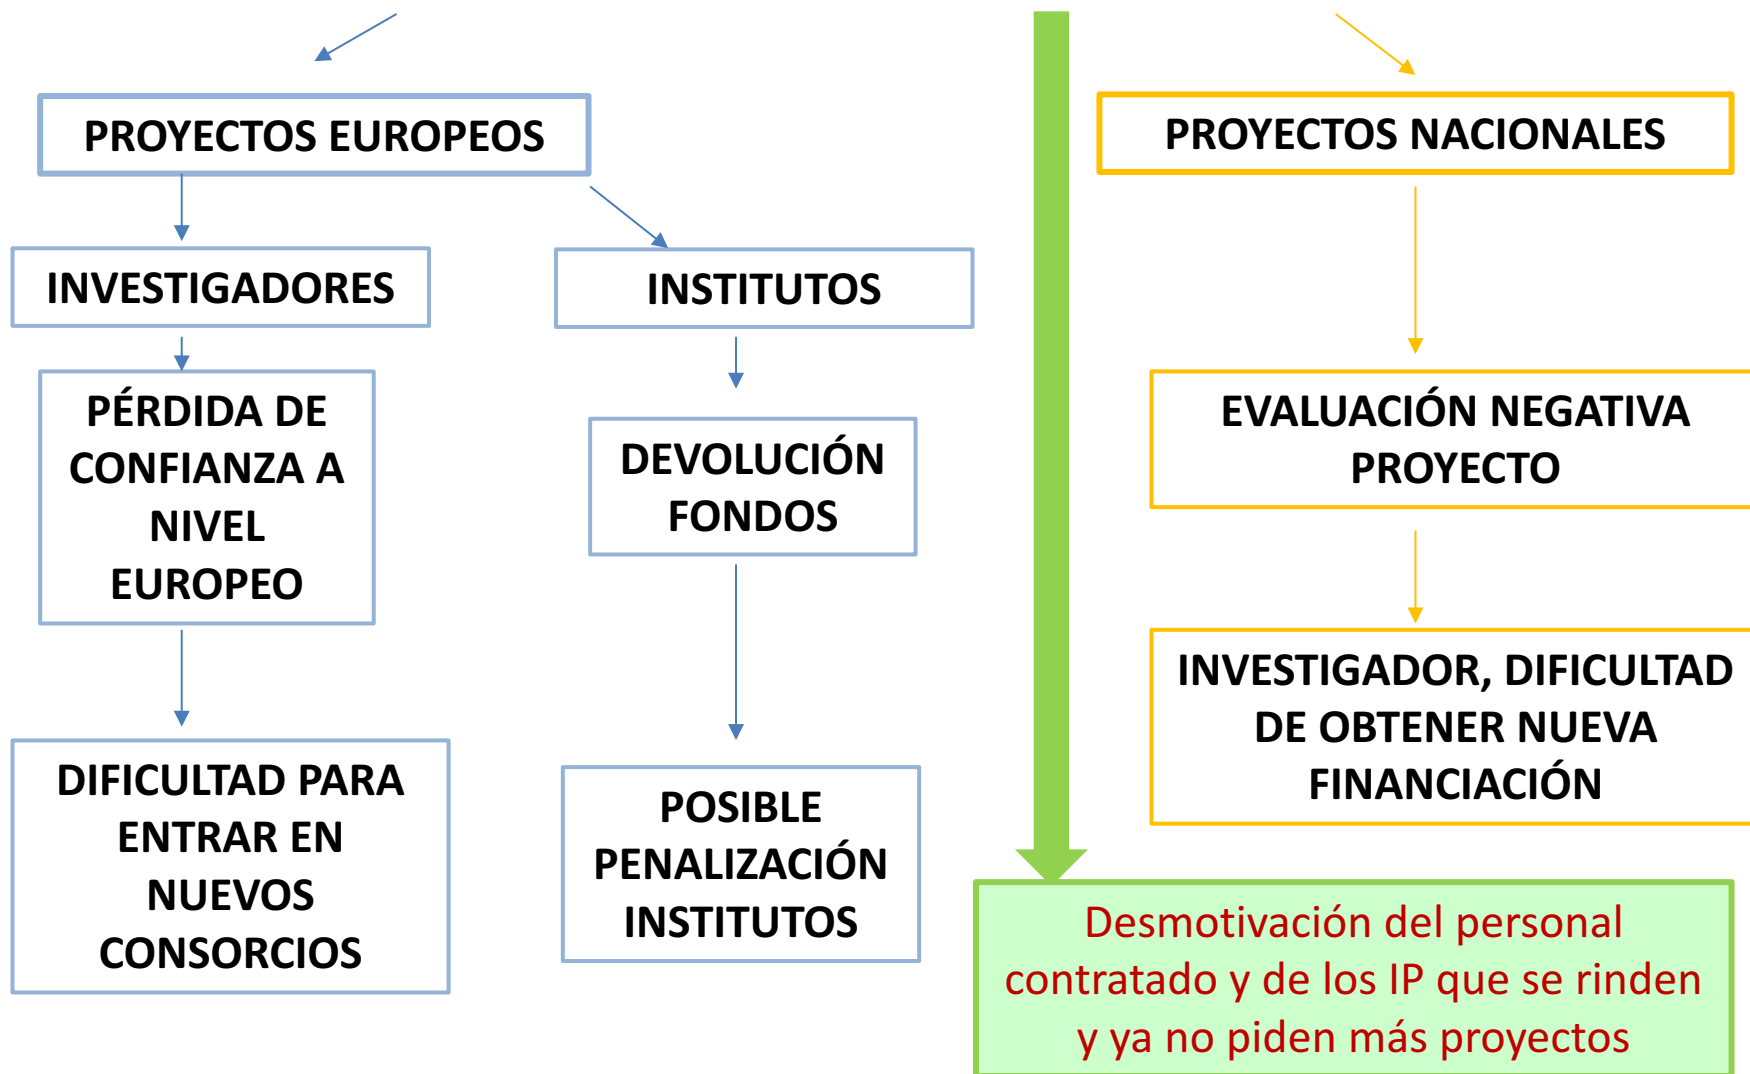 PROYECTOS EUROPEOS
PROYECTOS NACIONALES
INVESTIGADORES
INSTITUTOS
PÉRDIDA DE
CONFIANZA A
NIVEL
EUROPEO
DEVOLUCIÓN
FONDOS
EVALUACIÓN NEGATIVA
PROYECTO
DIFICULTAD PARA
ENTRAR EN
NUEVOS
CONSORCIOS
POSIBLE
PENALIZACIÓN
INSTITUTOS
INVESTIGADOR, DIFICULTAD
DE OBTENER NUEVA
FINANCIACIÓN
Desmotivación del personal
contratado y de los IP que se rinden
y ya no piden más proyectos